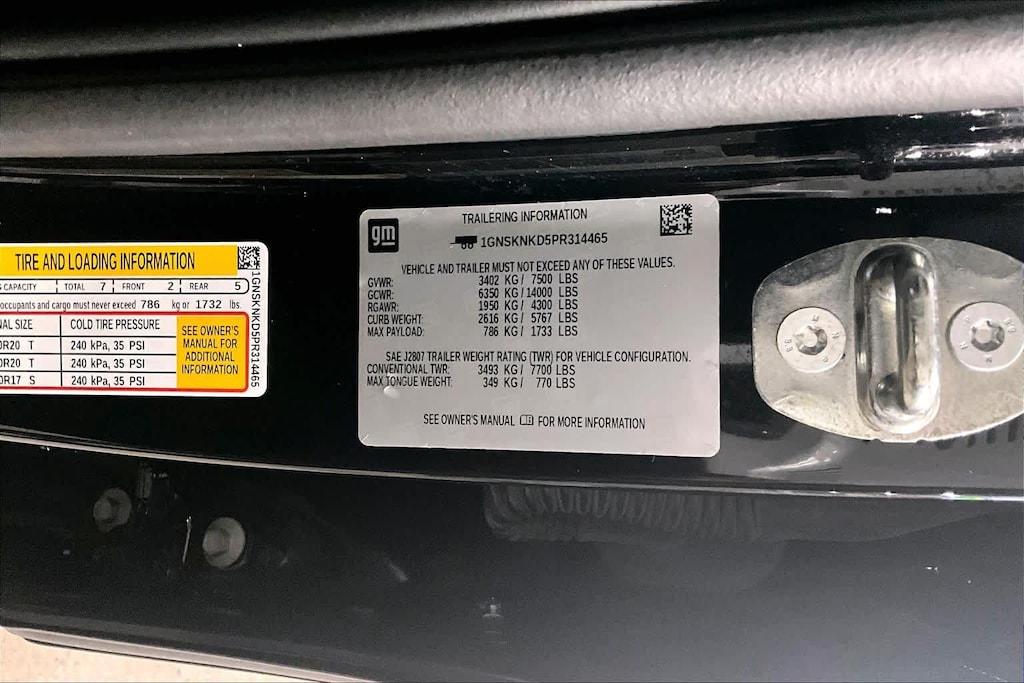 TIRE AND LOADING INFORMATION
CAPACITY TOTAL 7 FRONT 2 REAR 5
occupants and cargo must never exceed 786 kg or 1732 lbs.
SIZE COLD TIRE PRESSURE
R20 T 240 kPa, 35 PSI
R20 T 240 kPa, 35 PSI
R17 S 240 kPa, 35 PSI
SEE OWNER'S
MANUAL FOR
ADDITIONAL
INFORMATION
1GNSKNKD5PR314465
gm
TRAILERING INFORMATION
1GNSKNKD5PR314465
VEHICLE AND TRAILER MUST NOT EXCEED ANY OF THESE VALUES.
GVWR: 3402 KG / 7500 LBS
GCWR: 6350 KG / 14000 LBS
RGAWR: 1950 KG / 4300 LBS
CURB WEIGHT: 2616 KG / 5767 LBS
MAX PAYLOAD: 786 KG / 1733 LBS
SAE J2807 TRAILER WEIGHT RATING (TWR) FOR VEHICLE CONFIGURATION.
CONVENTIONAL TWR: 3493 KG / 7700 LBS
MAX TONGUE WEIGHT: 349 KG / 770 LBS
SEE OWNER'S MANUAL FOR MORE INFORMATION